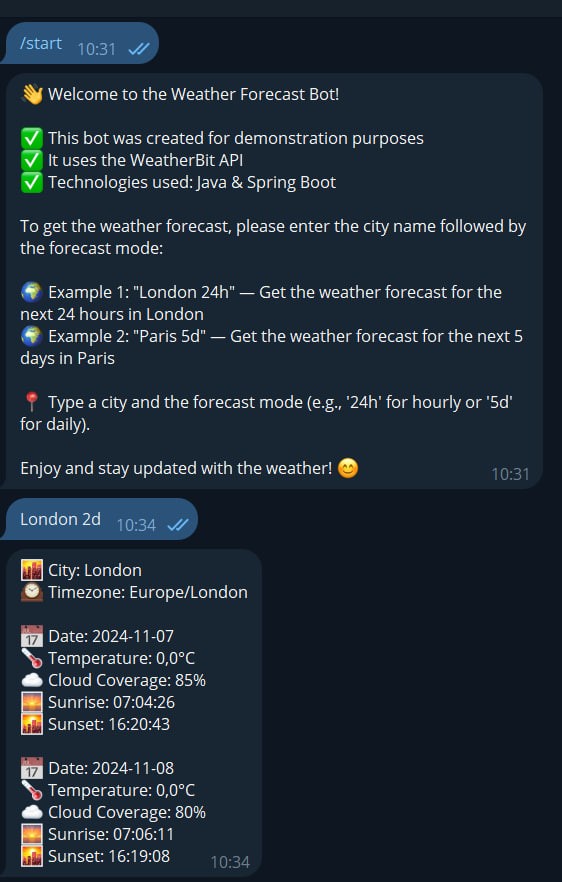 /start 10:31
👋 Welcome to the Weather Forecast Bot!
✅ This bot was created for demonstration purposes
✅ It uses the WeatherBit API
✅ Technologies used: Java & Spring Boot
To get the weather forecast, please enter the city name followed by
the forecast mode:
🌍 Example 1: "London 24h" — Get the weather forecast for the
next 24 hours in London
🌍 Example 2: "Paris 5d" — Get the weather forecast for the next 5
days in Paris
📍 Type a city and the forecast mode (e.g., '24h' for hourly or '5d'
for daily).
Enjoy and stay updated with the weather! 😊 10:31
London 2d 10:34
🌇 City: London
🕰 Timezone: Europe/London
📅 Date: 2024-11-07
🌡 Temperature: 0,0°C
☁️ Cloud Coverage: 85%
🌅 Sunrise: 07:04:26
🌇 Sunset: 16:20:43
📅 Date: 2024-11-08
🌡 Temperature: 0,0°C
☁️ Cloud Coverage: 80%
🌅 Sunrise: 07:06:11
🌇 Sunset: 16:19:08 10:34